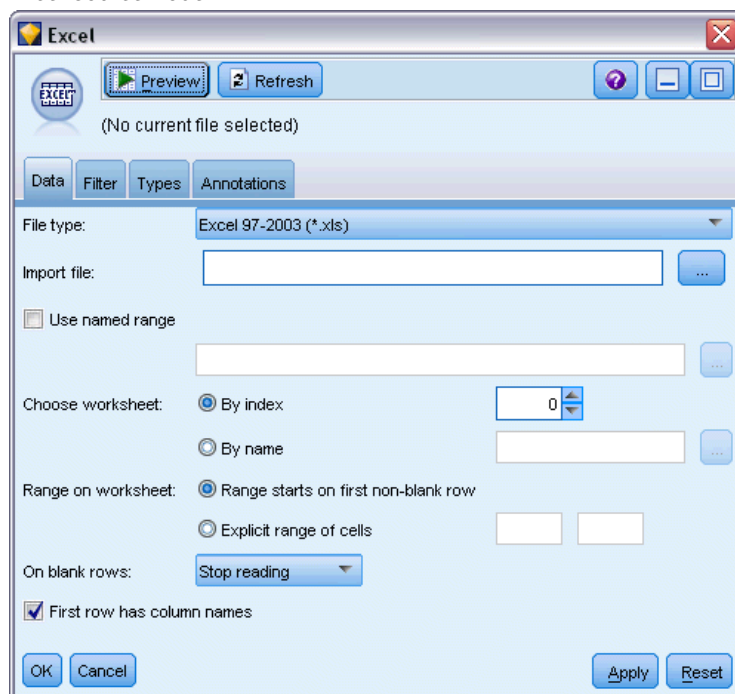 Excel
EXCEL
Preview
Refresh
(No current file selected)
Data Filter Types Annotations
File type: Excel 97-2003 (*.xls)
Import file: ...
Use named range
...
Choose worksheet: By index 0
By name ...
Range on worksheet: Range starts on first non-blank row
Explicit range of cells
On blank rows: Stop reading
First row has column names
OK Cancel Apply Reset